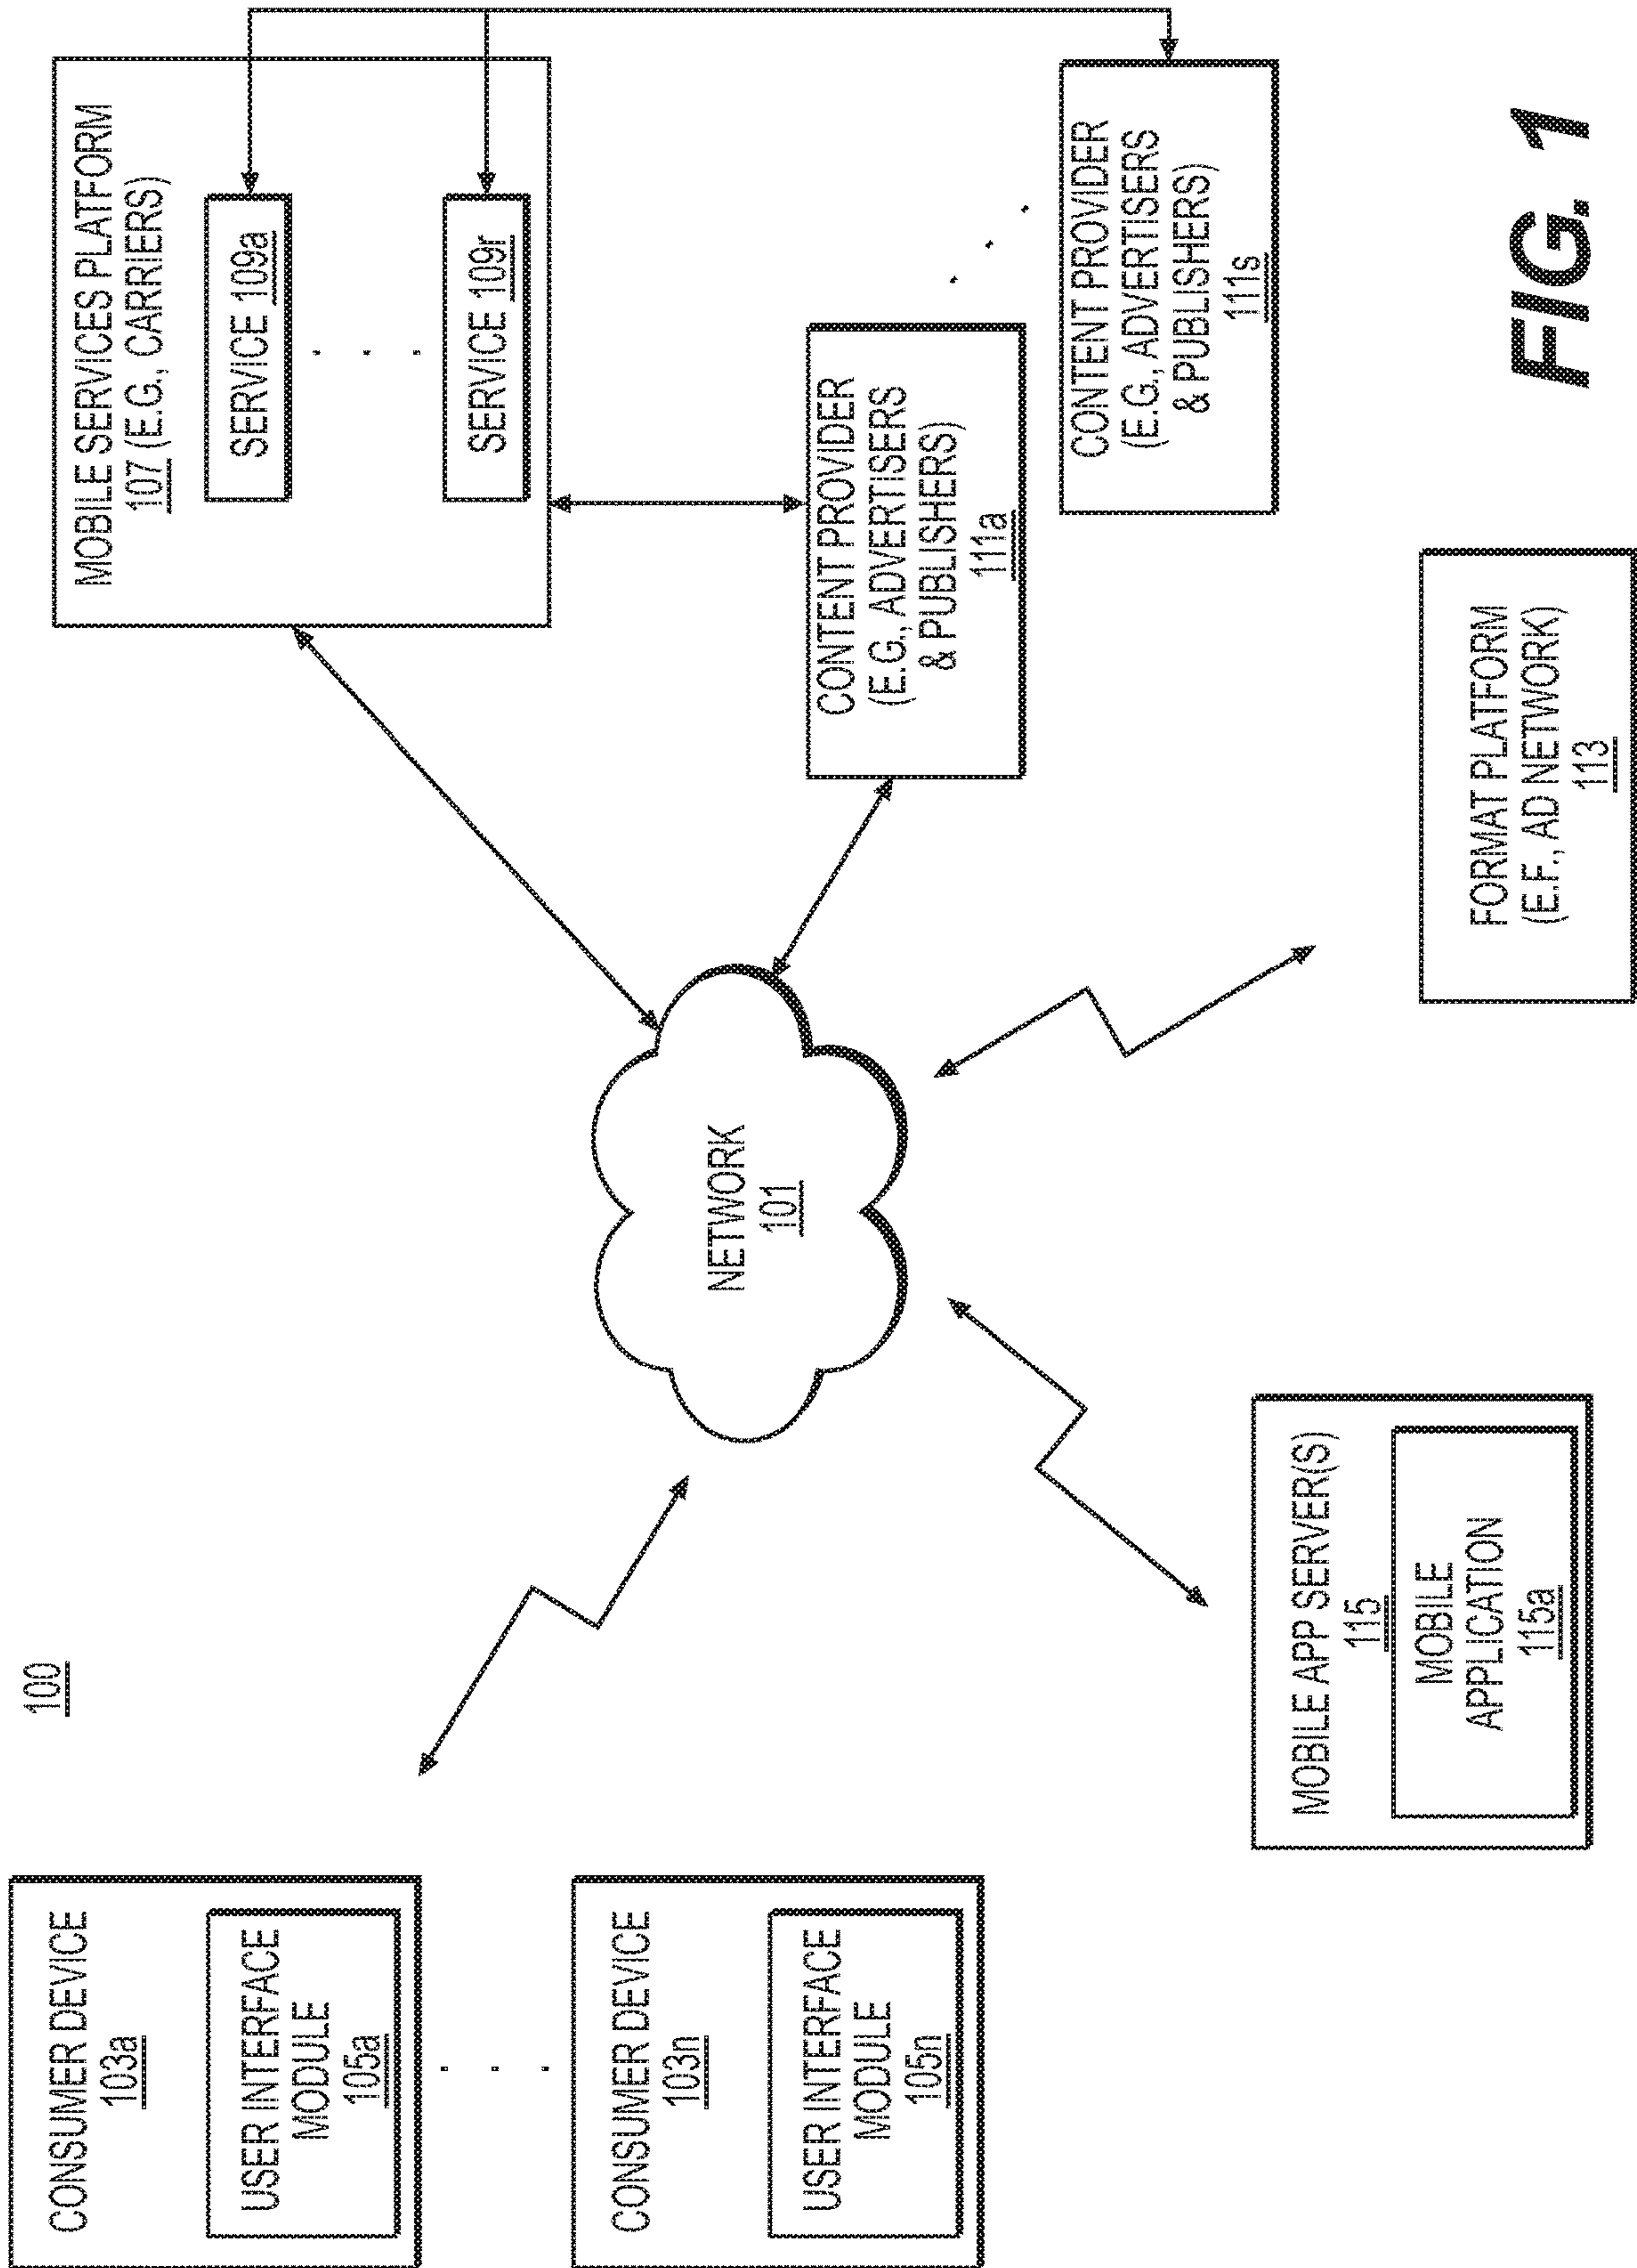 100
CONSUMER DEVICE
103a
USER INTERFACE
MODULE
105a
CONSUMER DEVICE
103n
USER INTERFACE
MODULE
105n
NETWORK
101
MOBILE SERVICES PLATFORM
107 (E.G., CARRIERS)
SERVICE 109a
SERVICE 109r
CONTENT PROVIDER
(E.G., ADVERTISERS
& PUBLISHERS)
111a
CONTENT PROVIDER
(E.G., ADVERTISERS
& PUBLISHERS)
111s
MOBILE APP SERVER(S)
115
MOBILE
APPLICATION
115a
FORMAT PLATFORM
(E.F., AD NETWORK)
113
FIG. 1